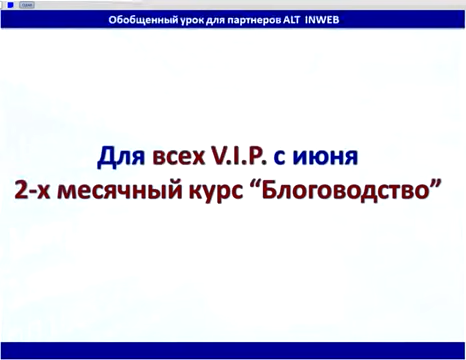 Обобщенный урок для партнеров ALT INWEB
Для всех V.I.P. с июня
2-х месячный курс “Блоговодство”